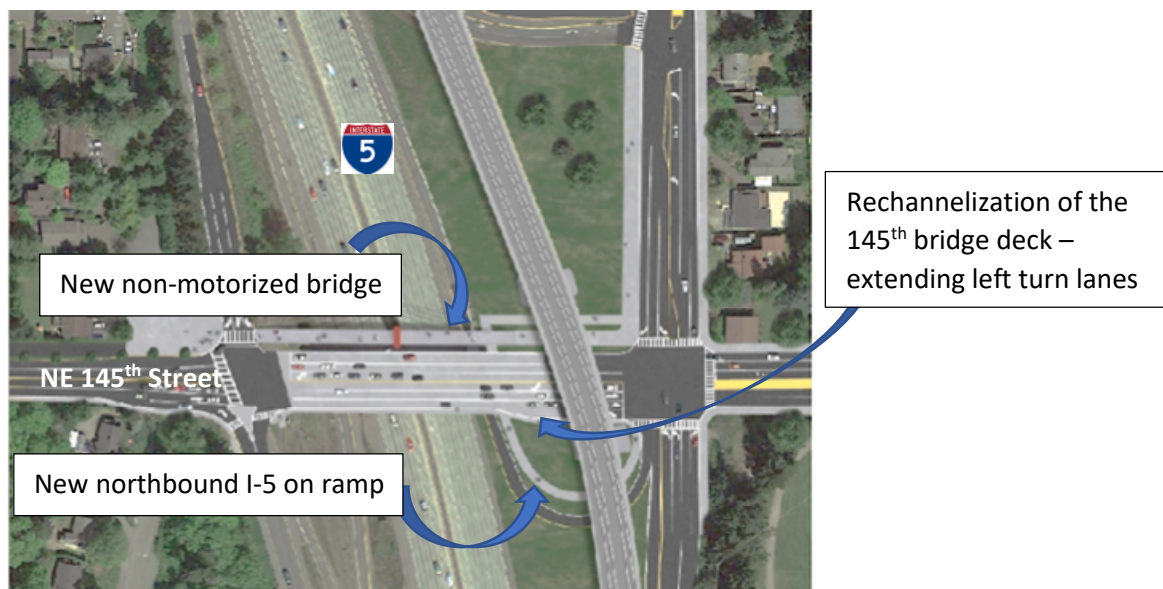 INTERSTATE
5
Rechannelization of the
145th bridge deck –
extending left turn lanes
New non-motorized bridge
NE 145th Street
New northbound I-5 on ramp